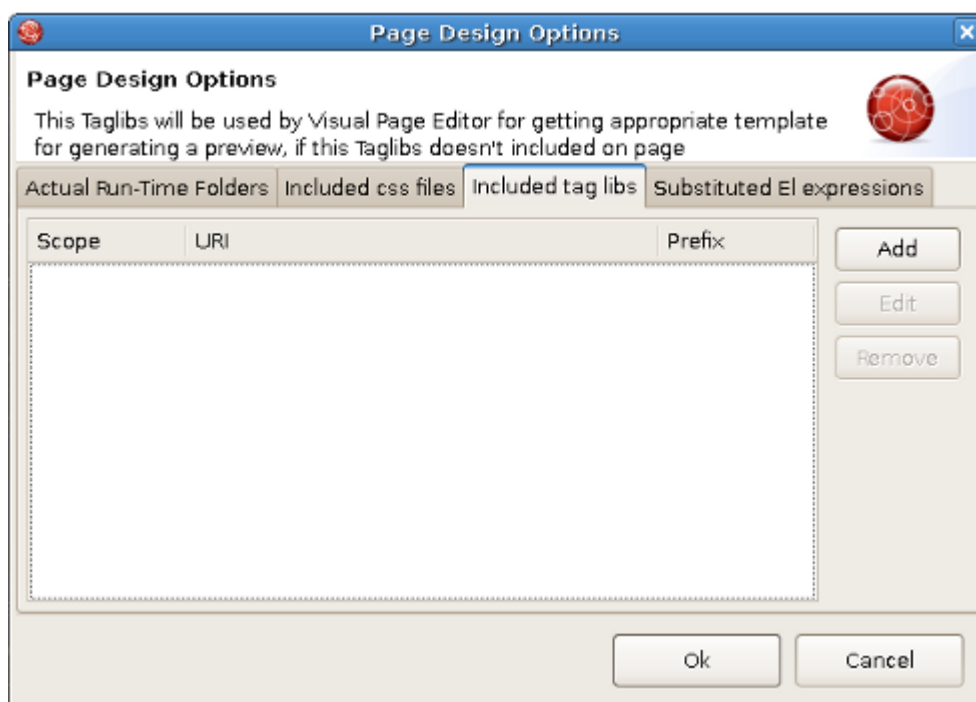 Page Design Options
Page Design Options
This Taglibs will be used by Visual Page Editor for getting appropriate template
for generating a preview, if this Taglibs doesn't included on page
Actual Run-Time Folders Included css files Included tag libs Substituted El expressions
Scope URI Prefix
Add
Edit
Remove
Ok Cancel